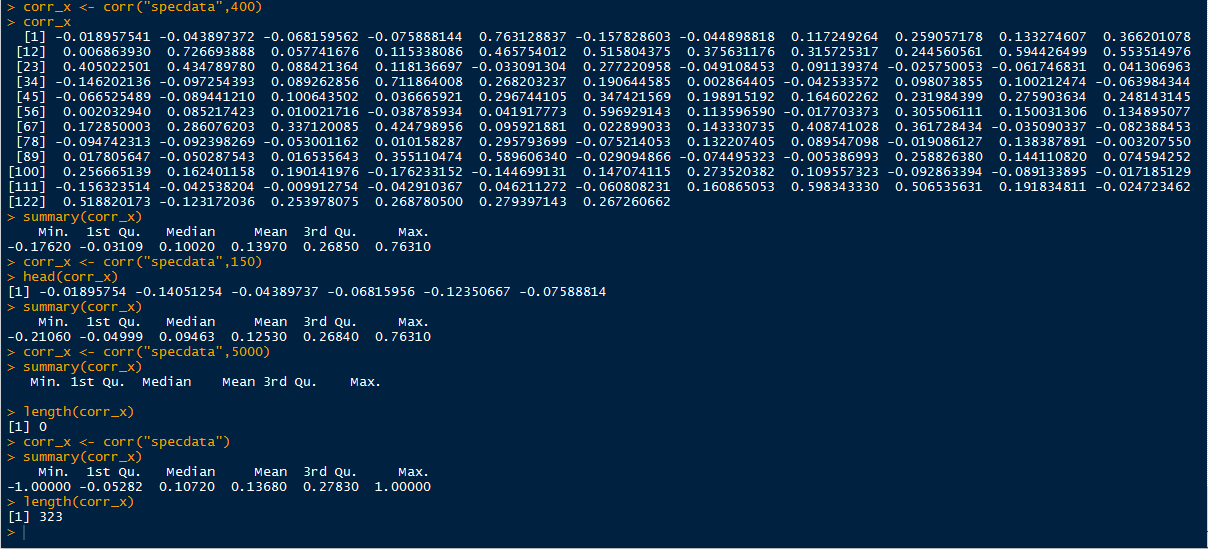 > corr_x <- corr("specdata",400)
> corr_x
  [1] -0.018957541 -0.043897372 -0.068159562 -0.075888144  0.763128837 -0.157828603 -0.044898818  0.117249264  0.259057178  0.133274607  0.366201078
 [12]  0.006863930  0.726693888  0.057741676  0.115338086  0.465754012  0.515804375  0.375631176  0.315725317  0.244560561  0.594426499  0.553514976
 [23]  0.405022501  0.434789780  0.088421364  0.118136697 -0.033091304  0.277220958 -0.049108453  0.091139374 -0.025750053 -0.061746831  0.041306963
 [34] -0.146202136 -0.097254393  0.089262856  0.711864008  0.268203237  0.190644585  0.002864405 -0.042533572  0.098073855  0.100212474 -0.063984344
 [45] -0.066525489 -0.089441210  0.100643502  0.036665921  0.296744105  0.347421569  0.198915192  0.164602262  0.231984399  0.275903634  0.248143145
 [56]  0.002032940  0.085217423  0.010021716 -0.038785934  0.041917773  0.596929143  0.113596590 -0.017703373  0.305506111  0.150031306  0.134895077
 [67]  0.172850003  0.286076203  0.337120085  0.424798956  0.095921881  0.022899033  0.143330735  0.408741028  0.361728434 -0.035090337 -0.082388453
 [78] -0.094742313 -0.092398269 -0.053001162  0.010158287  0.295793699 -0.075214053  0.132207405  0.089547098 -0.019086127  0.138387891 -0.003207550
 [89]  0.017805647 -0.050287543  0.016535643  0.355110474  0.589606340 -0.029094866 -0.074495323 -0.005386993  0.258826380  0.144110820  0.074594252
[100]  0.256665139  0.162401158  0.190141976 -0.176233152 -0.144699131  0.147074115  0.273520382  0.109557323 -0.092863394 -0.089133895 -0.017185129
[111] -0.156323514 -0.042538204 -0.009912754 -0.042910367  0.046211272 -0.060808231  0.160865053  0.598343330  0.506535631  0.191834811 -0.024723462
[122]  0.518820173 -0.123172036  0.253978075  0.268780500  0.279397143  0.267260662
> summary(corr_x)
    Min.  1st Qu.   Median     Mean  3rd Qu.     Max.
-0.17620 -0.03109  0.10020  0.13970  0.26850  0.76310
> corr_x <- corr("specdata",150)
> head(corr_x)
[1] -0.01895754 -0.14051254 -0.04389737 -0.06815956 -0.12350667 -0.07588814
> summary(corr_x)
    Min.  1st Qu.   Median     Mean  3rd Qu.     Max.
-0.21060 -0.04999  0.09463  0.12530  0.26840  0.76310
> corr_x <- corr("specdata",5000)
> summary(corr_x)
   Min. 1st Qu.  Median    Mean 3rd Qu.    Max.
> length(corr_x)
[1] 0
> corr_x <- corr("specdata")
> summary(corr_x)
    Min.  1st Qu.   Median     Mean  3rd Qu.     Max.
-1.00000 -0.05282  0.10720  0.13680  0.27830  1.00000
> length(corr_x)
[1] 323
>